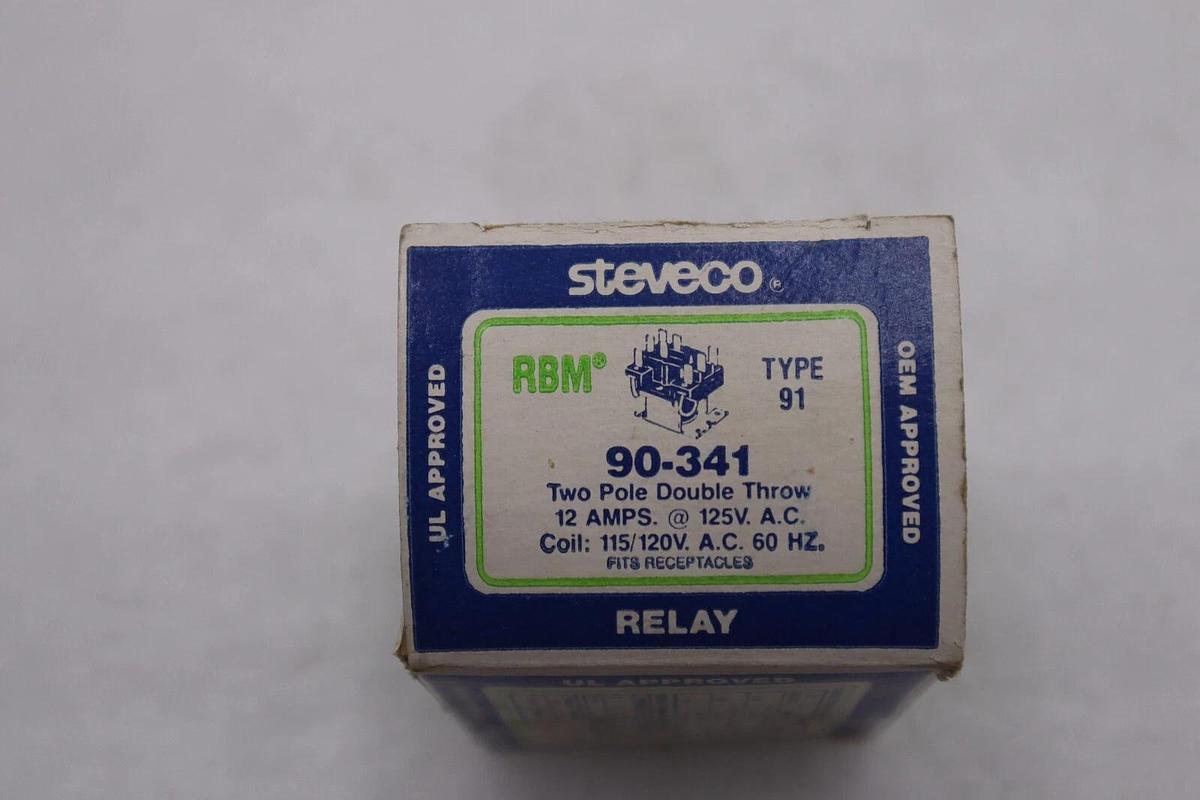 steveco®
RBM®
TYPE
91
90-341
Two Pole Double Throw
12 AMPS. @ 125V. A.C.
Coil: 115/120V. A.C. 60 HZ.
FITS RECEPTACLES
UL APPROVED
OEM APPROVED
RELAY
UL APPROVED